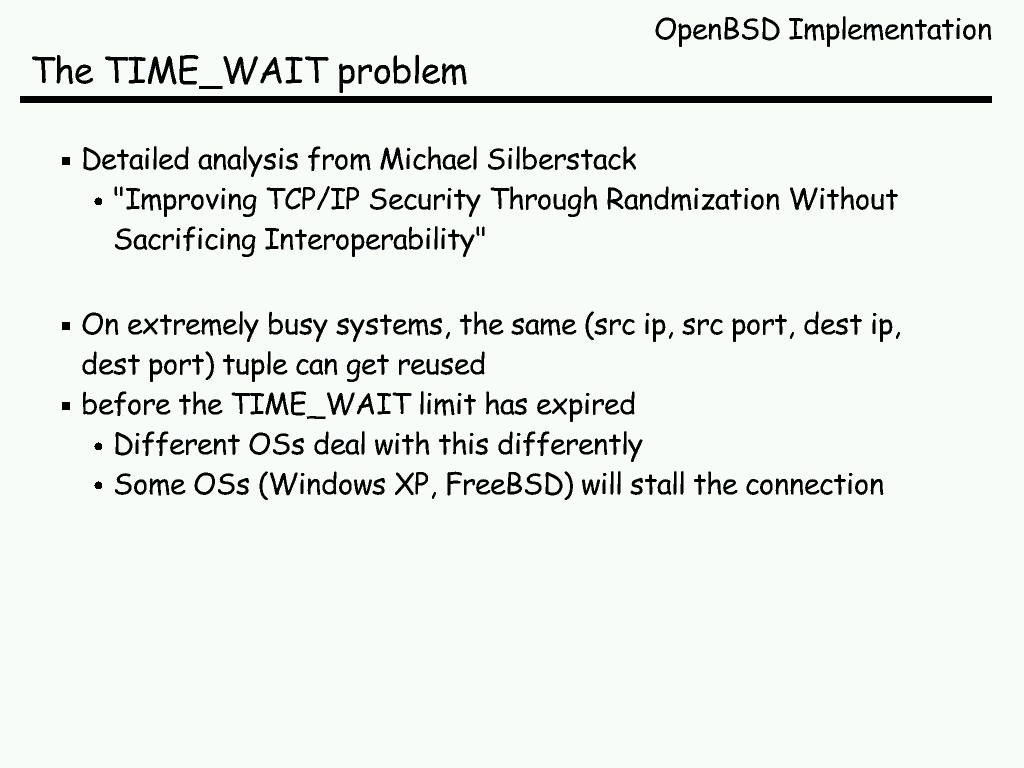 OpenBSD Implementation
The TIME_WAIT problem
▪ Detailed analysis from Michael Silberstack
• "Improving TCP/IP Security Through Randmization Without
Sacrificing Interoperability"
▪ On extremely busy systems, the same (src ip, src port, dest ip,
dest port) tuple can get reused
▪ before the TIME_WAIT limit has expired
• Different OSs deal with this differently
• Some OSs (Windows XP, FreeBSD) will stall the connection